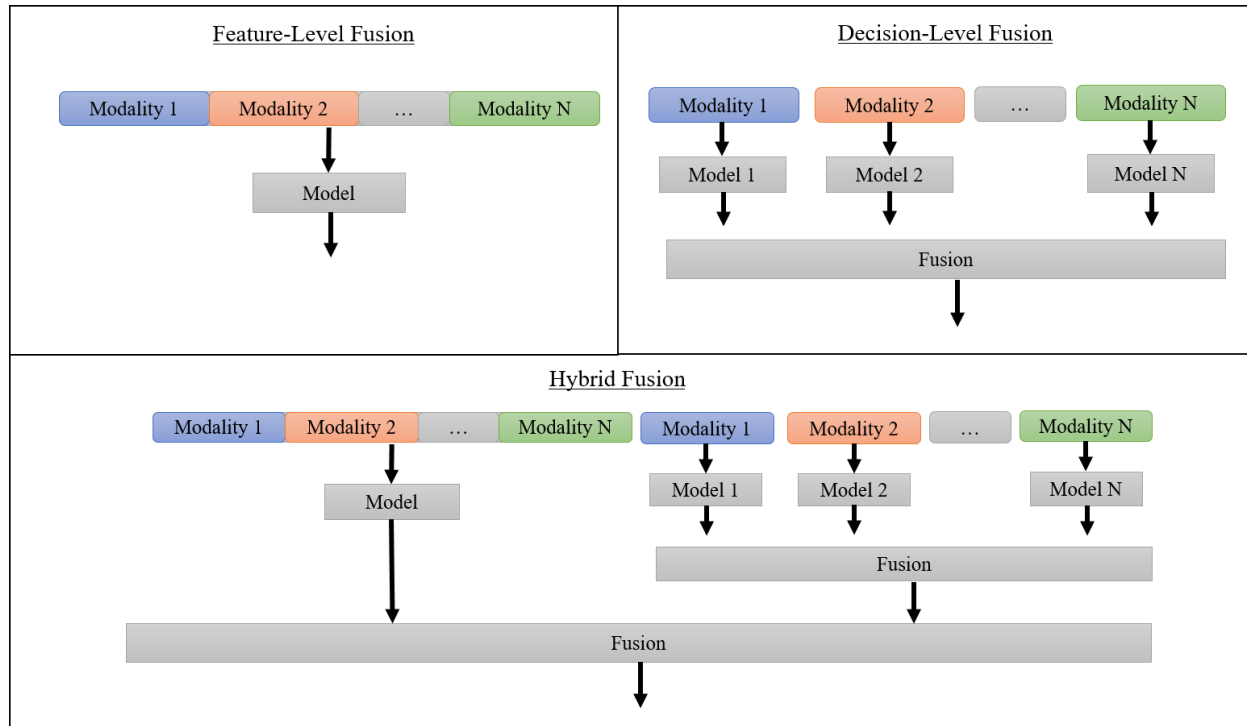 Feature-Level Fusion
Modality 1 Modality 2 … Modality N
Model
Decision-Level Fusion
Modality 1 Modality 2 … Modality N
Model 1 Model 2 Model N
Fusion
Hybrid Fusion
Modality 1 Modality 2 … Modality N Modality 1 Modality 2 … Modality N
Model Model 1 Model 2 Model N
Fusion
Fusion